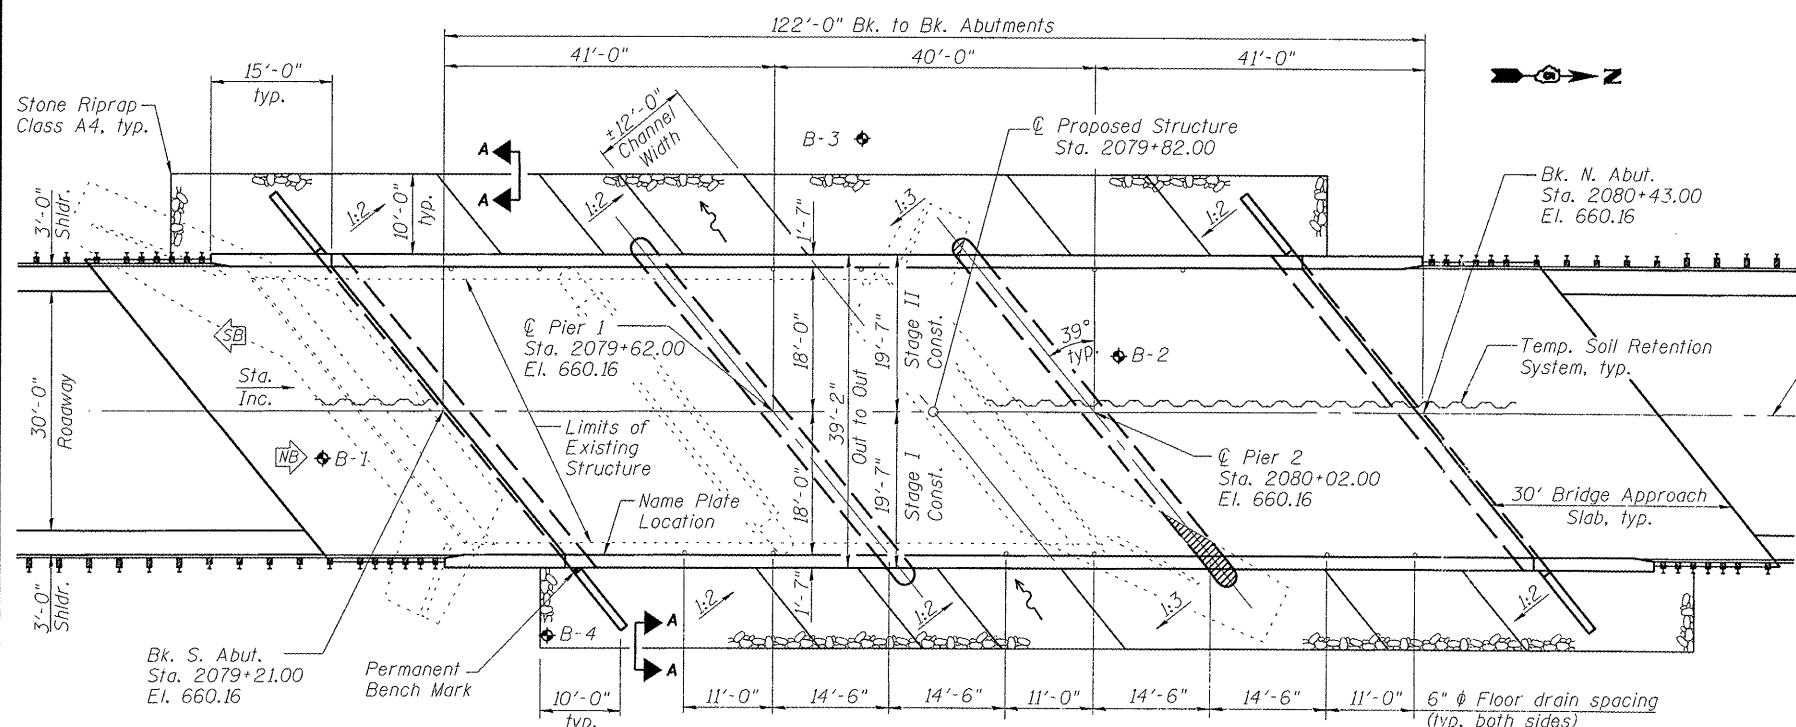 122'-0" Bk. to Bk. Abutments
41'-0"
40'-0"
41'-0"
15'-0"
typ.
Stone Riprap
Class A4, typ.
±12'-0"
Channel
Width
B-3
℄ Proposed Structure
Sta. 2079+82.00
N
Bk. N. Abut.
Sta. 2080+43.00
El. 660.16
A
A
3'-0"
Shldr.
1:2
10'-0"
typ.
1:2
1'-7"
1:3
1:2
SB
Sta.
Inc.
℄ Pier 1
Sta. 2079+62.00
El. 660.16
18'-0"
19'-7"
Stage II
Const.
39°
typ.
B-2
Temp. Soil Retention
System, typ.
30'-0"
Roadway
39'-2"
Out to Out
NB
B-1
Limits of
Existing
Structure
Name Plate
Location
18'-0"
19'-7"
Stage I
Const.
℄ Pier 2
Sta. 2080+02.00
El. 660.16
30' Bridge Approach
Slab, typ.
3'-0"
Shldr.
1:2
1'-7"
1:2
1:3
1:2
B-4
A
A
Bk. S. Abut.
Sta. 2079+21.00
El. 660.16
Permanent
Bench Mark
10'-0"
typ.
11'-0"
14'-6"
14'-6"
11'-0"
14'-6"
14'-6"
11'-0"
6" ϕ Floor drain spacing
(typ. both sides)